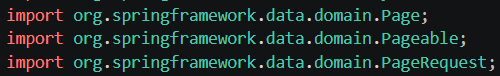 import org.springframework.data.domain.Page;
import org.springframework.data.domain.Pageable;
import org.springframework.data.domain.PageRequest;